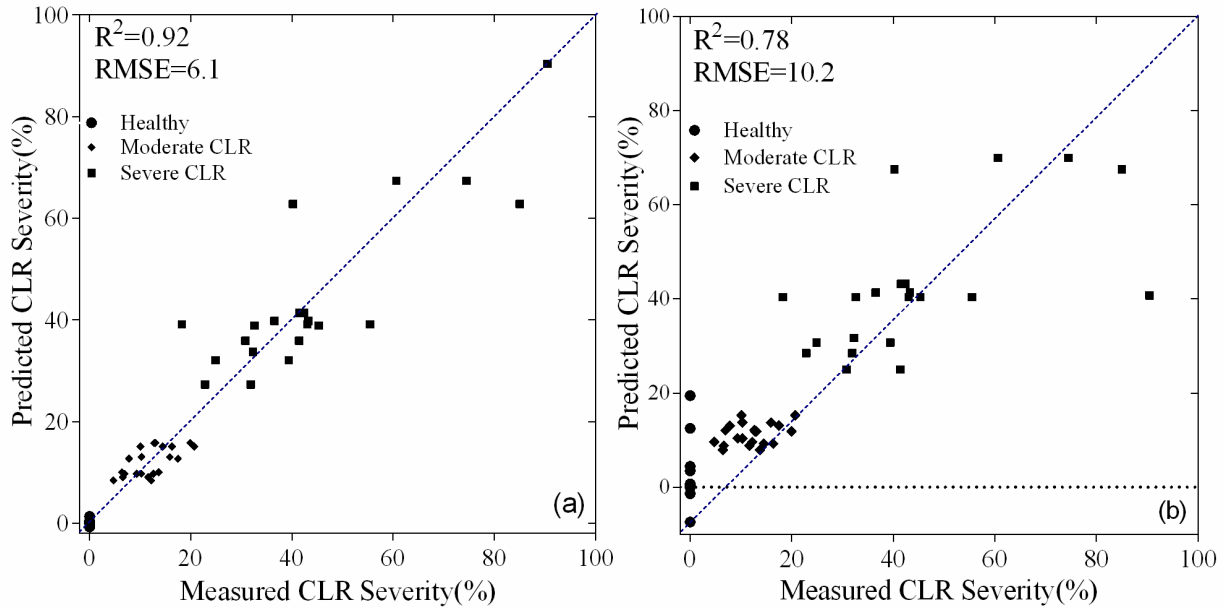 R²=0.92
RMSE=6.1
Healthy
Moderate CLR
Severe CLR
Predicted CLR Severity(%)
100
80
60
40
20
0
(a)
0 20 40 60 80 100
Measured CLR Severity(%)
R²=0.78
RMSE=10.2
Healthy
Moderate CLR
Severe CLR
Predicted CLR Severity(%)
100
80
60
40
20
0
(b)
0 20 40 60 80 100
Measured CLR Severity(%)